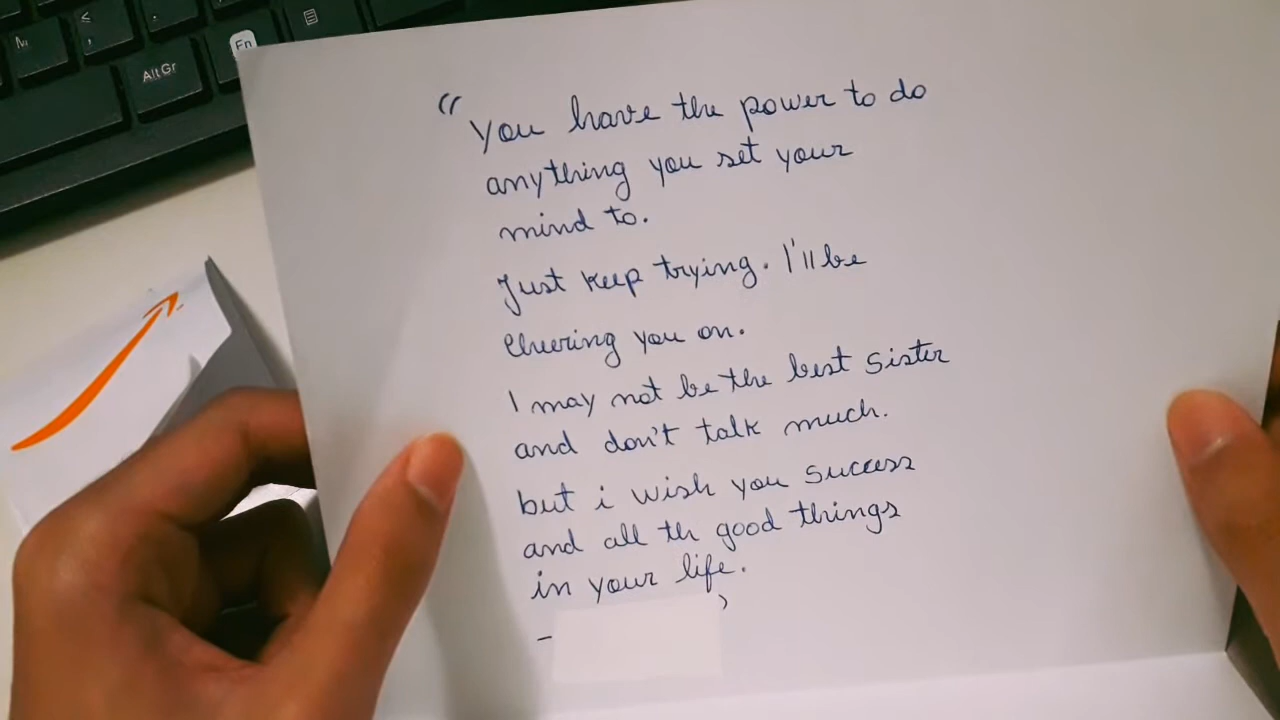 M
<
,
AltGr
Fn
“You have the power to do
anything you set your
mind to.
Just keep trying. I'll be
cheering you on.
I may not be the best sister
and don't talk much.
but i wish you success
and all th good things
in your life.
-